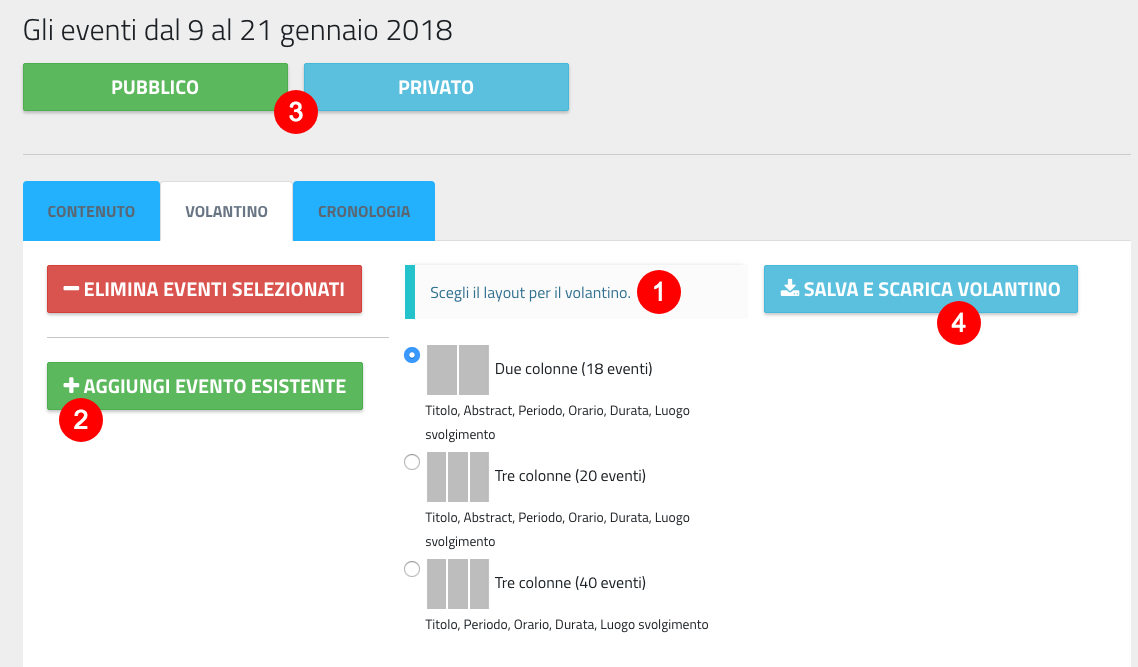 Gli eventi dal 9 al 21 gennaio 2018
PUBBLICO
PRIVATO
3
CONTENUTO
VOLANTINO
CRONOLOGIA
ELIMINA EVENTI SELEZIONATI
AGGIUNGI EVENTO ESISTENTE
2
Scegli il layout per il volantino.
1
Due colonne (18 eventi)
Titolo, Abstract, Periodo, Orario, Durata, Luogo
svolgimento
Tre colonne (20 eventi)
Titolo, Abstract, Periodo, Orario, Durata, Luogo
svolgimento
Tre colonne (40 eventi)
Titolo, Periodo, Orario, Durata, Luogo svolgimento
SALVA E SCARICA VOLANTINO
4